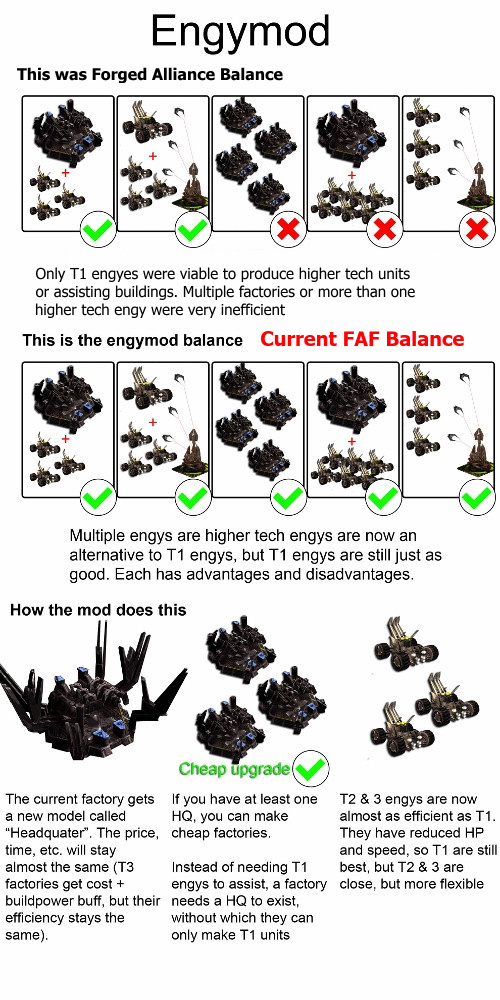 Engymod
This was Forged Alliance Balance
Only T1 engyes were viable to produce higher tech units
or assisting buildings. Multiple factories or more than one
higher tech engy were very inefficient
This is the engymod balance Current FAF Balance
Multiple engys are higher tech engys are now an
alternative to T1 engys, but T1 engys are still just as
good. Each has advantages and disadvantages.
How the mod does this
Cheap upgrade
The current factory gets
a new model called
“Headquater”. The price,
time, etc. will stay
almost the same (T3
factories get cost +
buildpower buff, but their
efficiency stays the
same).
If you have at least one
HQ, you can make
cheap factories.
Instead of needing T1
engys to assist, a factory
needs a HQ to exist,
without which they can
only make T1 units
T2 & 3 engys are now
almost as efficient as T1.
They have reduced HP
and speed, so T1 are still
best, but T2 & 3 are
close, but more flexible